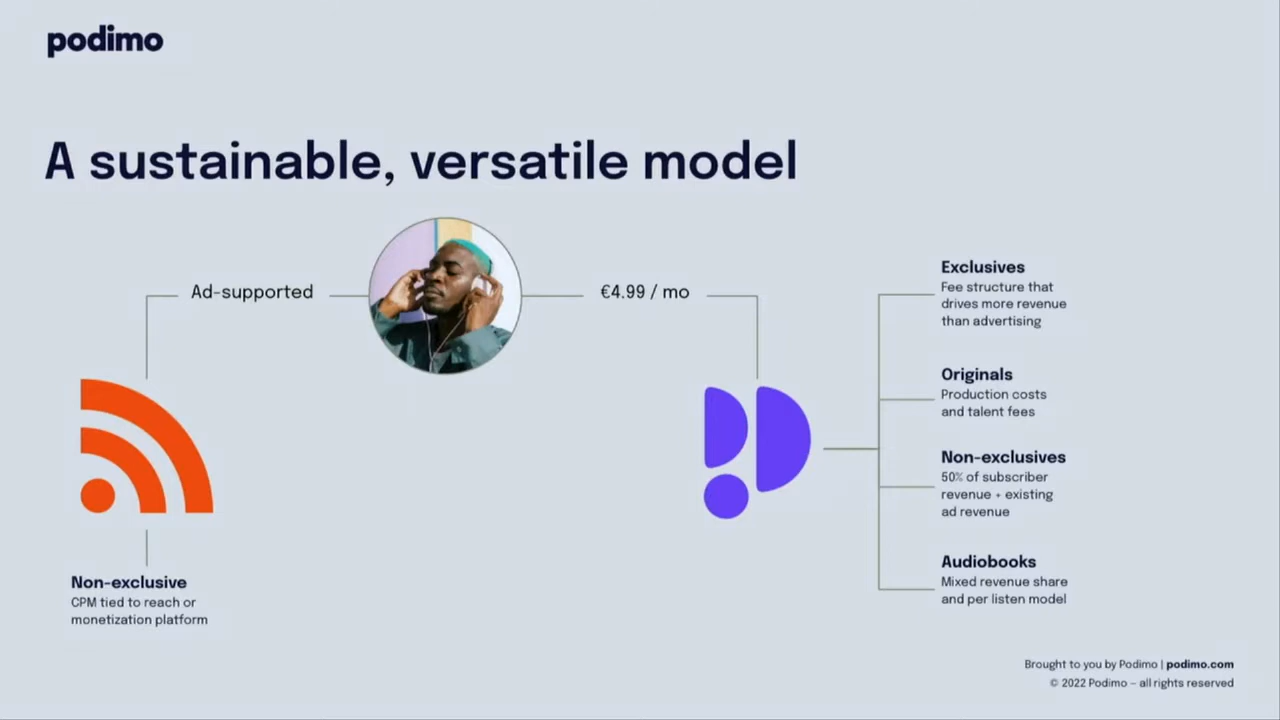 podimo
A sustainable, versatile model
Ad-supported
€4.99 / mo
Non-exclusive
CPM tied to reach or
monetization platform
Exclusives
Fee structure that
drives more revenue
than advertising
Originals
Production costs
and talent fees
Non-exclusives
50% of subscriber
revenue + existing
ad revenue
Audiobooks
Mixed revenue share
and per listen model
Brought to you by Podimo | podimo.com
© 2022 Podimo – all rights reserved